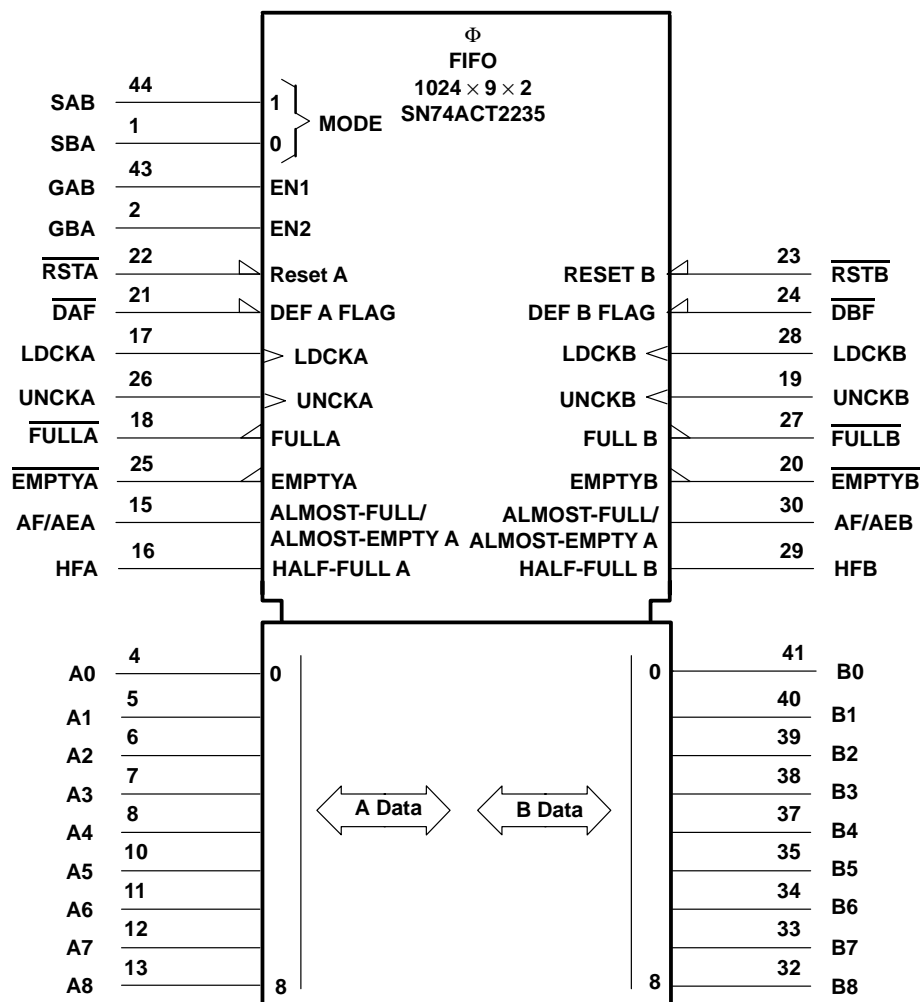 Φ
FIFO
1024 × 9 × 2
SN74ACT2235
SAB 44 1
SBA 1 0
MODE
GAB 43 EN1
GBA 2 EN2
RSTA 22 Reset A RESET B 23 RSTB
DAF 21 DEF A FLAG DEF B FLAG 24 DBF
LDCKA 17 LDCKA LDCKB 28 LDCKB
UNCKA 26 UNCKA UNCKB 19 UNCKB
FULLA 18 FULLA FULL B 27 FULLB
EMPTYA 25 EMPTYA EMPTYB 20 EMPTYB
AF/AEA 15 ALMOST-FULL/ ALMOST-FULL/ 30 AF/AEB
ALMOST-EMPTY A ALMOST-EMPTY A
HFA 16 HALF-FULL A HALF-FULL B 29 HFB
A0 4 0 0 41 B0
A1 5 40 B1
A2 6 39 B2
A3 7 38 B3
A Data B Data
A4 8 37 B4
A5 10 35 B5
A6 11 34 B6
A7 12 33 B7
A8 13 8 8 32 B8